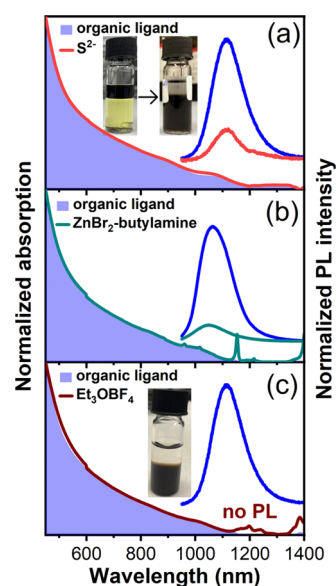 organic ligand
S²⁻
(a)
organic ligand
ZnBr₂-butylamine
(b)
organic ligand
Et₃OBF₄
(c)
no PL
Normalized absorption
Normalized PL intensity
600 800 1000 1200 1400
Wavelength (nm)